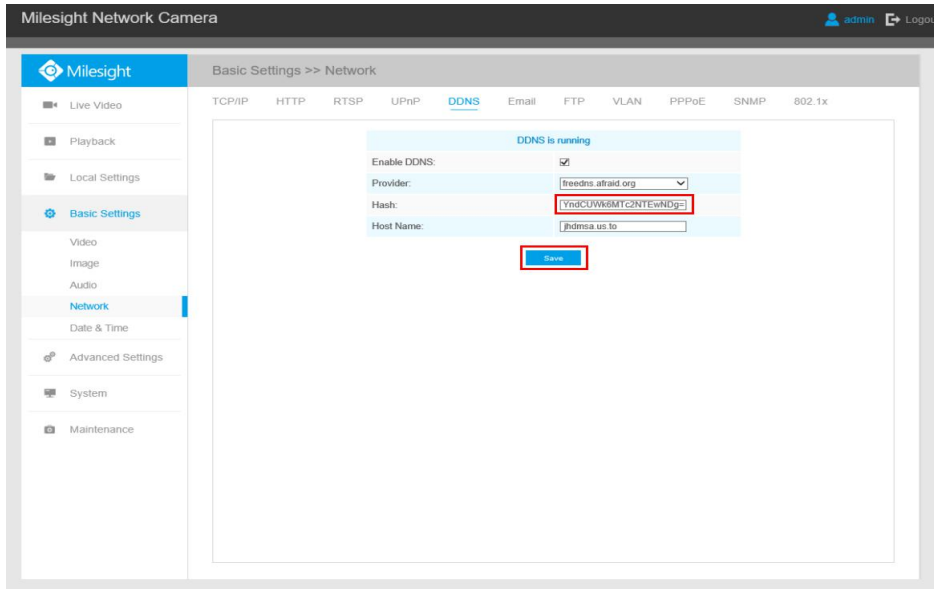 Milesight Network Camera
admin Logou
Milesight
Basic Settings >> Network
Live Video
Playback
Local Settings
Basic Settings
Video
Image
Audio
Network
Date & Time
Advanced Settings
System
Maintenance
TCP/IP HTTP RTSP UPnP DDNS Email FTP VLAN PPPoE SNMP 802.1x
DDNS is running
Enable DDNS:
Provider: freedns.afraid.org
Hash: YndCUWk6MTc2NTEwNDg=
Host Name: jhdmsa.us.to
Save